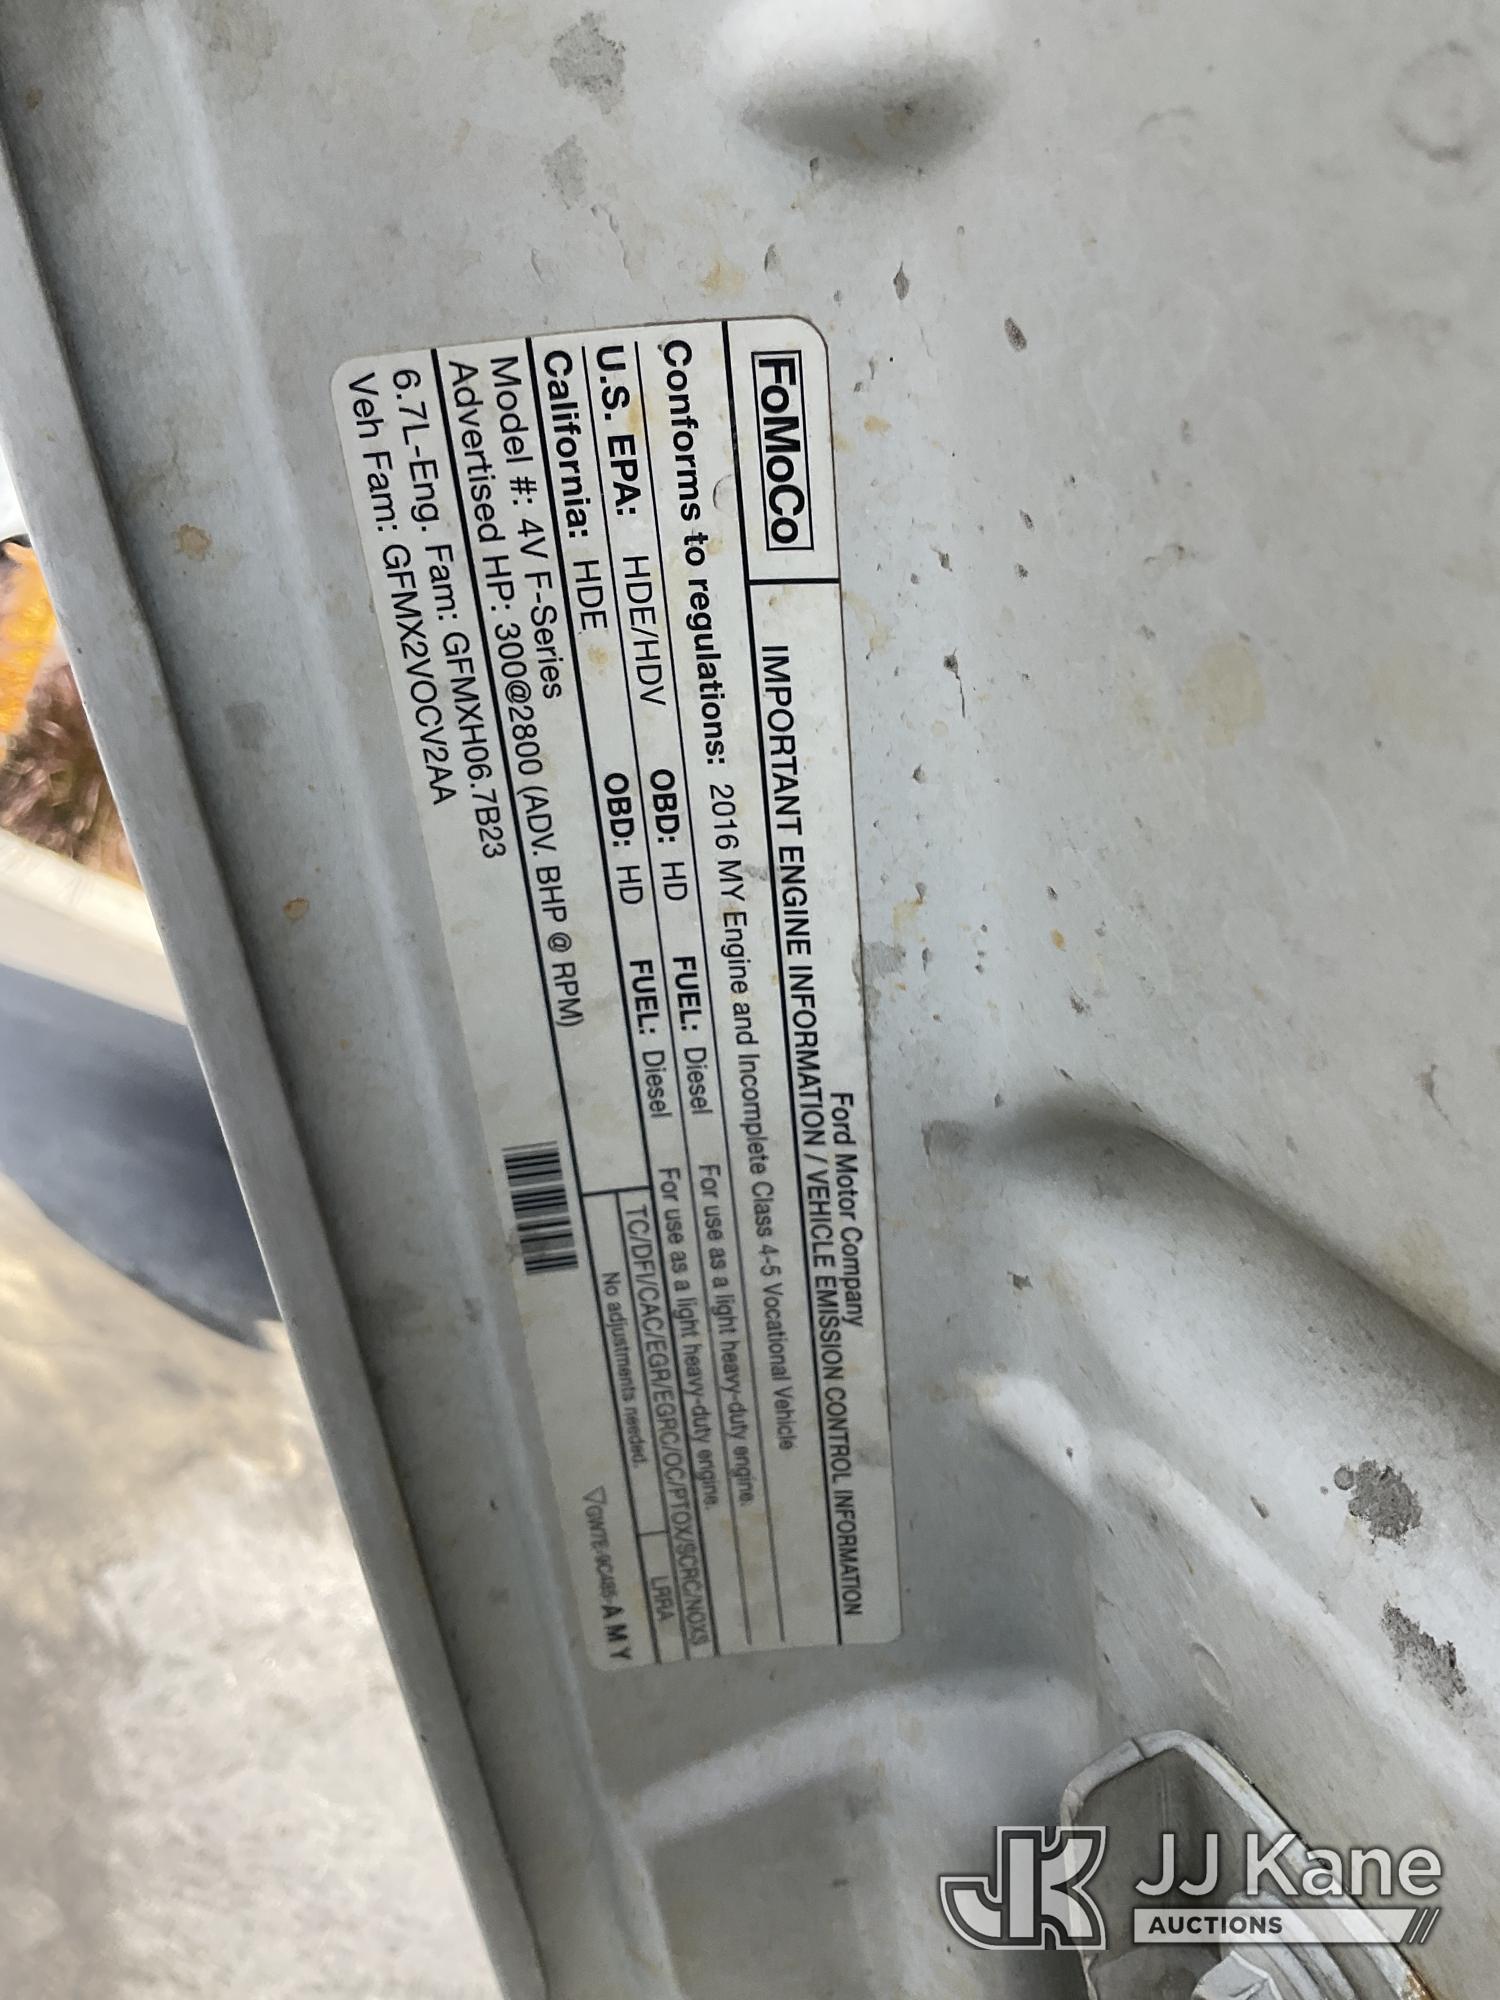 FoMoCo
Ford Motor Company
IMPORTANT ENGINE INFORMATION / VEHICLE EMISSION CONTROL INFORMATION
Conforms to regulations: 2016 MY Engine and Incomplete Class 4-5 Vocational Vehicle
U.S. EPA: HDE/HDV OBD: HD FUEL: Diesel For use as a light heavy-duty engine.
California: HDE OBD: HD FUEL: Diesel For use as a light heavy-duty engine.
Model #: 4V F-Series
TC/DFI/CAC/EGR/EGRC/OC/PTOX/SCRC/NOXS
Advertised HP: 300@2800 (ADV. BHP @ RPM)
No adjustments needed.
LRRA
6.7L-Eng. Fam: GFMXH06.7B23
Veh Fam: GFMX2VOCV2AA
GW7E-9C485-AMY
JK
JJ Kane
AUCTIONS